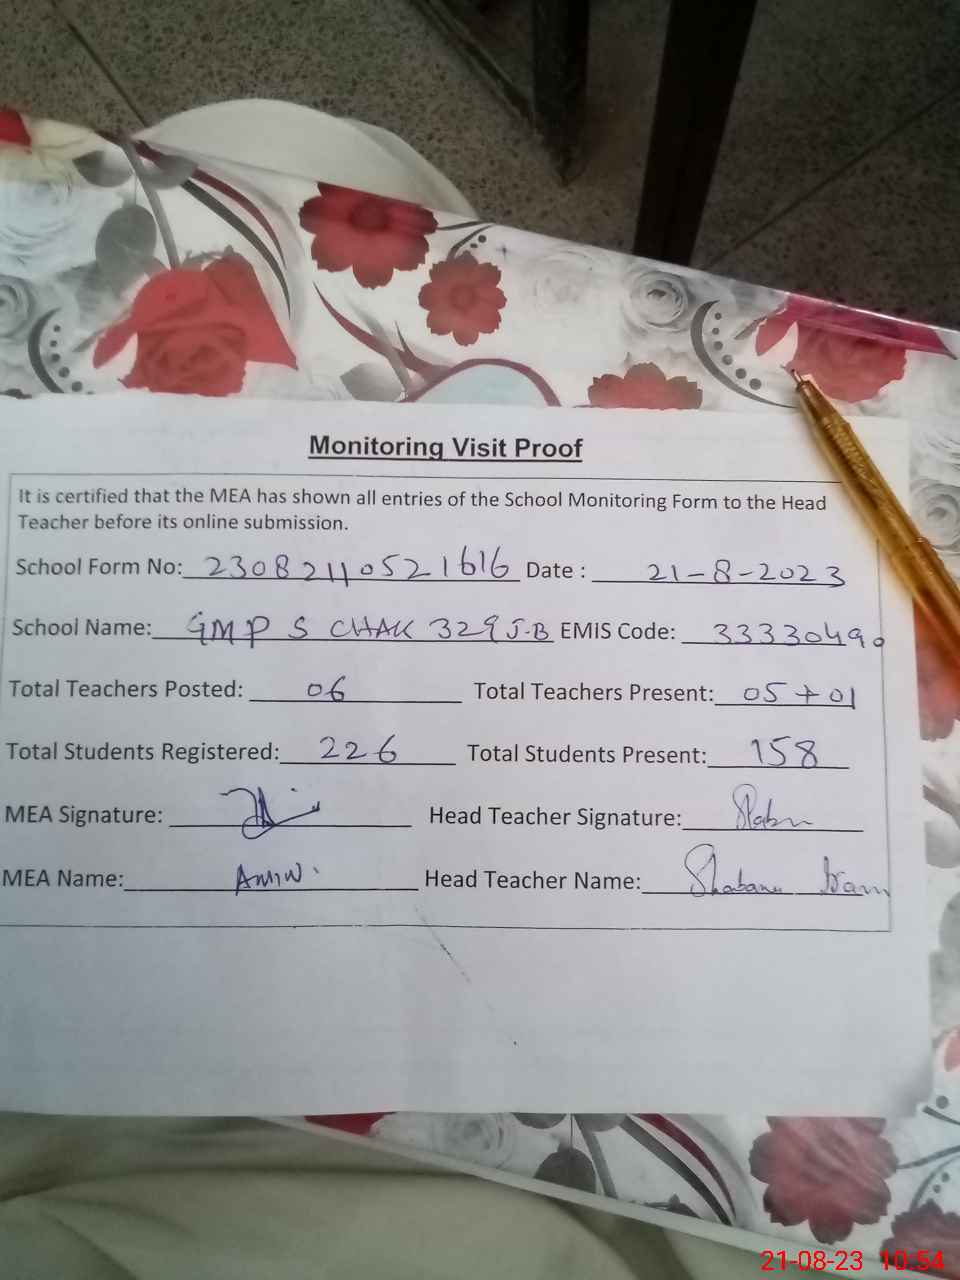 Monitoring Visit Proof
It is certified that the MEA has shown all entries of the School Monitoring Form to the Head
Teacher before its online submission.
School Form No: 23082110521616 Date : 21-8-2023
School Name: GMPS CHAK 329 J-B EMIS Code: 33330490
Total Teachers Posted: 06 Total Teachers Present: 05+01
Total Students Registered: 226 Total Students Present: 158
MEA Signature: Head Teacher Signature:
MEA Name: AMIN. Head Teacher Name: Shabana
21-08-23 10:54